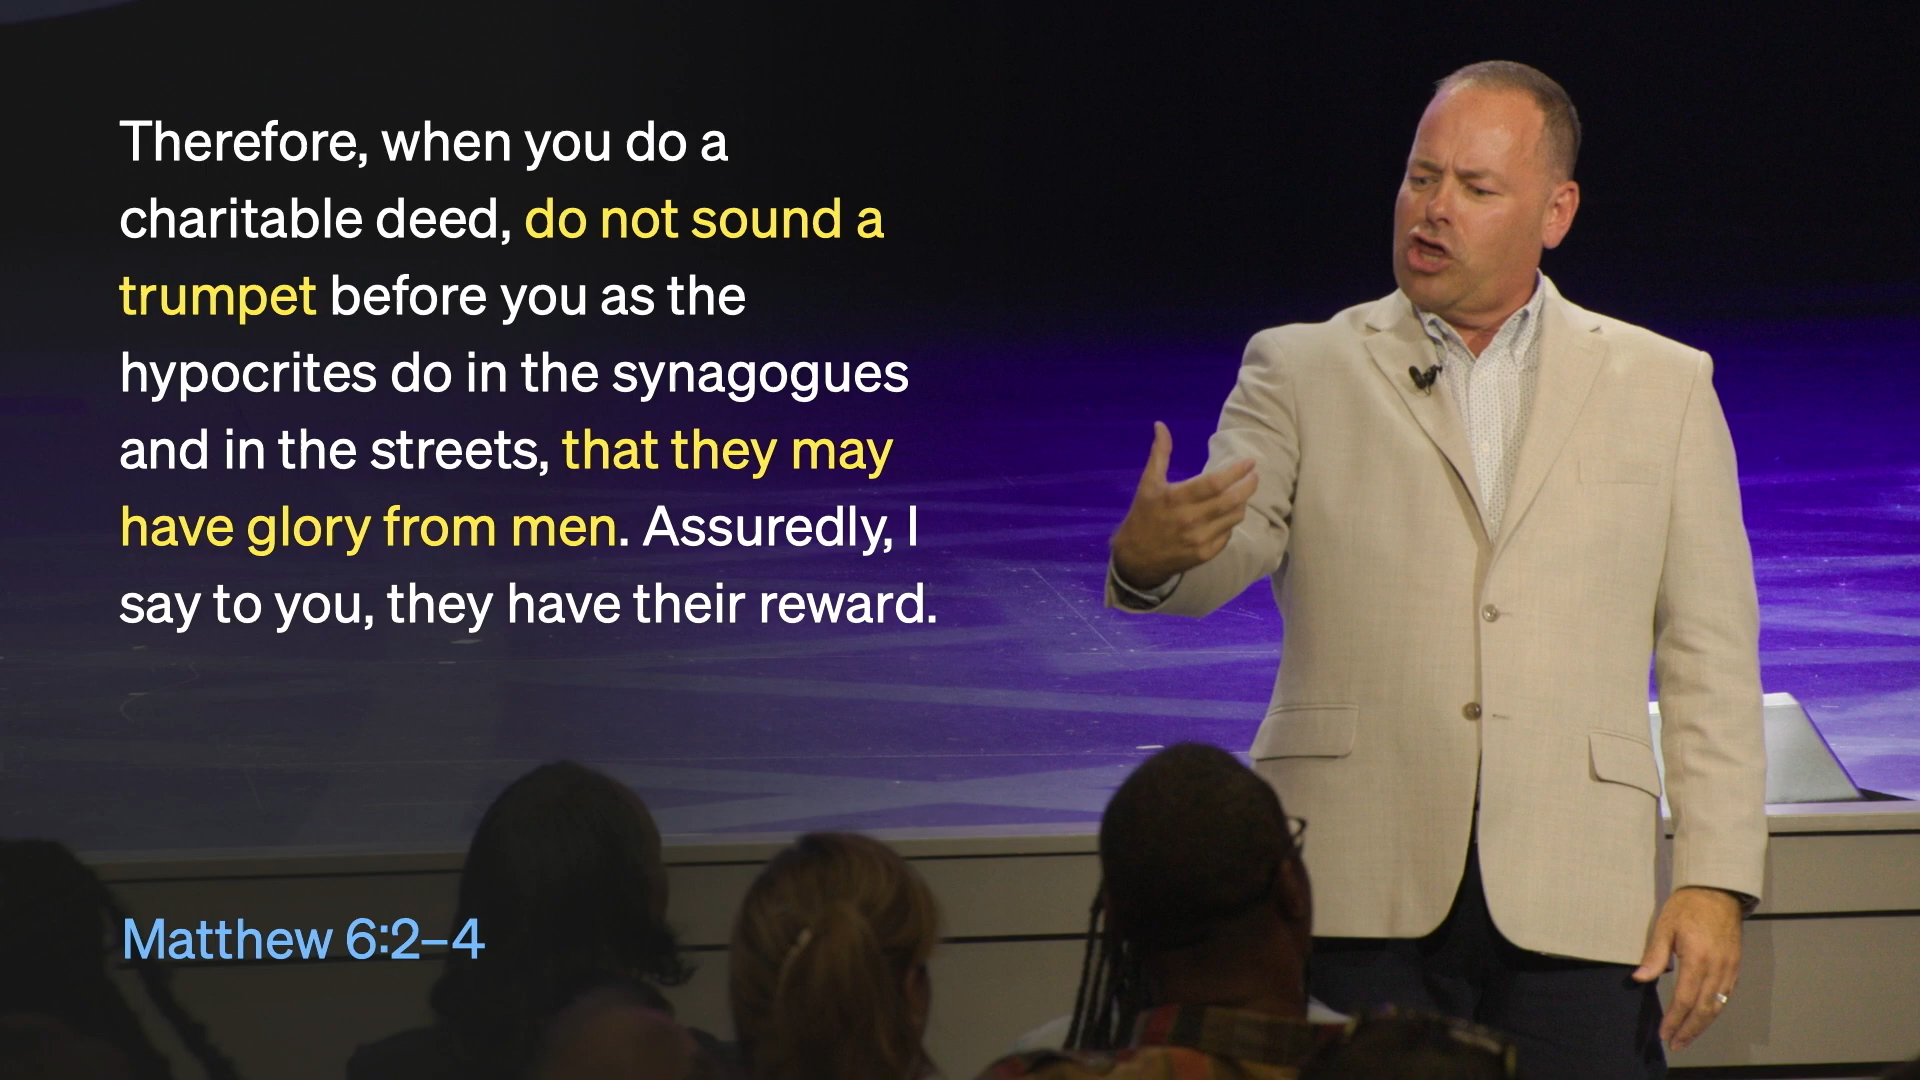 Therefore, when you do a
charitable deed, do not sound a
trumpet before you as the
hypocrites do in the synagogues
and in the streets, that they may
have glory from men. Assuredly, I
say to you, they have their reward.
Matthew 6:2–4